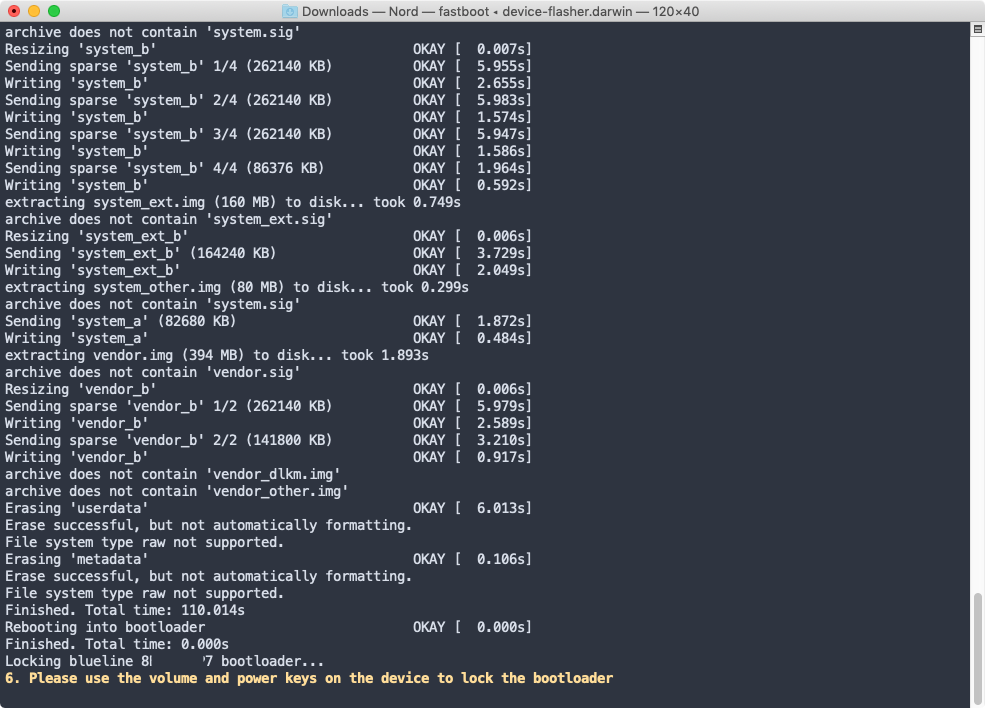 Downloads — Nord — fastboot ◂ device-flasher.darwin — 120×40
archive does not contain 'system.sig'
Resizing 'system_b' OKAY [ 0.007s]
Sending sparse 'system_b' 1/4 (262140 KB) OKAY [ 5.955s]
Writing 'system_b' OKAY [ 2.655s]
Sending sparse 'system_b' 2/4 (262140 KB) OKAY [ 5.983s]
Writing 'system_b' OKAY [ 1.574s]
Sending sparse 'system_b' 3/4 (262140 KB) OKAY [ 5.947s]
Writing 'system_b' OKAY [ 1.586s]
Sending sparse 'system_b' 4/4 (86376 KB) OKAY [ 1.964s]
Writing 'system_b' OKAY [ 0.592s]
extracting system_ext.img (160 MB) to disk... took 0.749s
archive does not contain 'system_ext.sig'
Resizing 'system_ext_b' OKAY [ 0.006s]
Sending 'system_ext_b' (164240 KB) OKAY [ 3.729s]
Writing 'system_ext_b' OKAY [ 2.049s]
extracting system_other.img (80 MB) to disk... took 0.299s
archive does not contain 'system.sig'
Sending 'system_a' (82680 KB) OKAY [ 1.872s]
Writing 'system_a' OKAY [ 0.484s]
extracting vendor.img (394 MB) to disk... took 1.893s
archive does not contain 'vendor.sig'
Resizing 'vendor_b' OKAY [ 0.006s]
Sending sparse 'vendor_b' 1/2 (262140 KB) OKAY [ 5.979s]
Writing 'vendor_b' OKAY [ 2.589s]
Sending sparse 'vendor_b' 2/2 (141800 KB) OKAY [ 3.210s]
Writing 'vendor_b' OKAY [ 0.917s]
archive does not contain 'vendor_dlkm.img'
archive does not contain 'vendor_other.img'
Erasing 'userdata' OKAY [ 6.013s]
Erase successful, but not automatically formatting.
File system type raw not supported.
Erasing 'metadata' OKAY [ 0.106s]
Erase successful, but not automatically formatting.
File system type raw not supported.
Finished. Total time: 110.014s
Rebooting into bootloader OKAY [ 0.000s]
Finished. Total time: 0.000s
Locking blueline 8 7 bootloader...
6. Please use the volume and power keys on the device to lock the bootloader